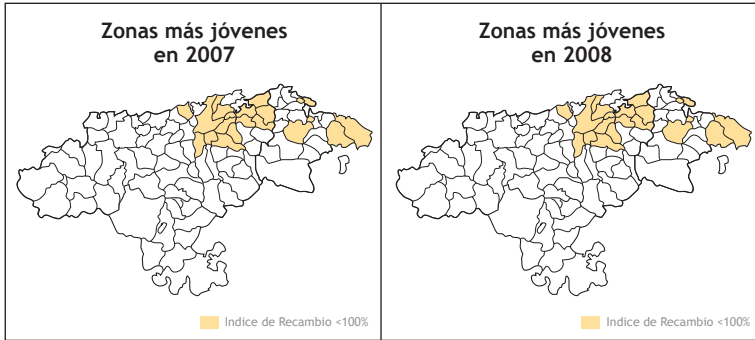 Zonas más jóvenes
en 2007
Indice de Recambio <100%
Zonas más jóvenes
en 2008
Indice de Recambio <100%